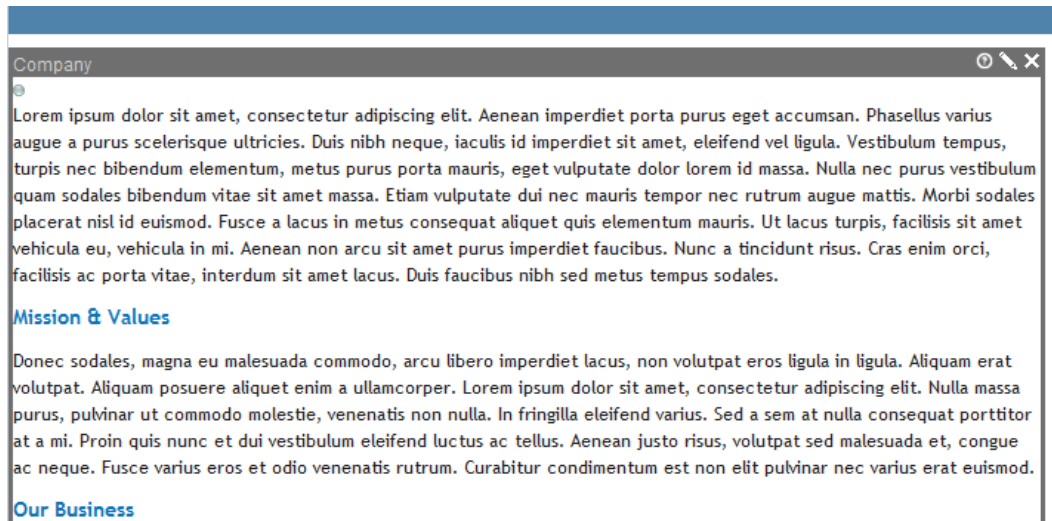 Company
Lorem ipsum dolor sit amet, consectetur adipiscing elit. Aenean imperdiet porta purus eget accumsan. Phasellus varius
augue a purus scelerisque ultricies. Duis nibh neque, iaculis id imperdiet sit amet, eleifend vel ligula. Vestibulum tempus,
turpis nec bibendum elementum, metus purus porta mauris, eget vulputate dolor lorem id massa. Nulla nec purus vestibulum
quam sodales bibendum vitae sit amet massa. Etiam vulputate dui nec mauris tempor nec rutrum augue mattis. Morbi sodales
placerat nisl id euismod. Fusce a lacus in metus consequat aliquet quis elementum mauris. Ut lacus turpis, facilisis sit amet
vehicula eu, vehicula in mi. Aenean non arcu sit amet purus imperdiet faucibus. Nunc a tincidunt risus. Cras enim orci,
facilisis ac porta vitae, interdum sit amet lacus. Duis faucibus nibh sed metus tempus sodales.
Mission & Values
Donec sodales, magna eu malesuada commodo, arcu libero imperdiet lacus, non volutpat eros ligula in ligula. Aliquam erat
volutpat. Aliquam posuere aliquet enim a ullamcorper. Lorem ipsum dolor sit amet, consectetur adipiscing elit. Nulla massa
purus, pulvinar ut commodo molestie, venenatis non nulla. In fringilla eleifend varius. Sed a sem at nulla consequat porttitor
at a mi. Proin quis nunc et dui vestibulum eleifend luctus ac tellus. Aenean justo risus, volutpat sed malesuada et, congue
ac neque. Fusce varius eros et odio venenatis rutrum. Curabitur condimentum est non elit pulvinar nec varius erat euismod.
Our Business